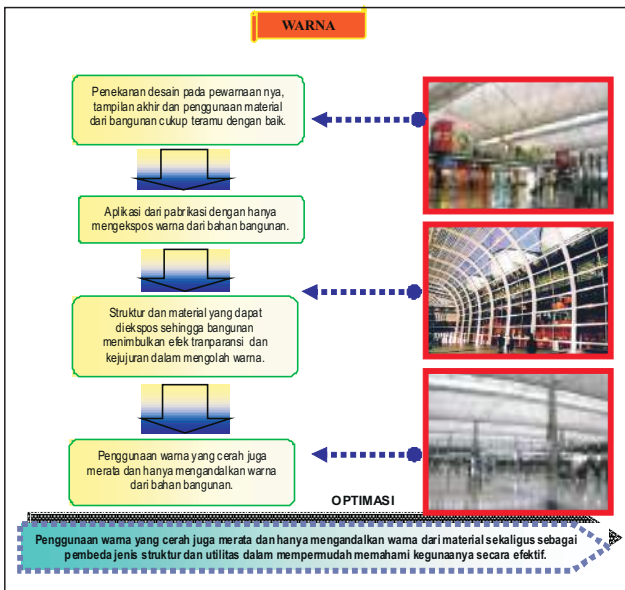 WARNA
Penekanan desain pada pewarnaan nya,
tampilan akhir dan penggunaan material
dari bangunan cukup teramu dengan baik.
Aplikasi dari pabrikasi dengan hanya
mengekspos warna dari bahan bangunan.
Struktur dan material yang dapat
diekspos sehingga bangunan
menimbulkan efek tranparansi dan
kejujuran dalam mengolah warna.
Penggunaan warna yang cerah juga
merata dan hanya mengandalkan warna
dari bahan bangunan.
OPTIMASI
Penggunaan warna yang cerah juga merata dan hanya mengandalkan warna dari material sekaligus sebagai
pembeda jenis struktur dan utilitas dalam mempermudah memahami kegunaanya secara efektif.